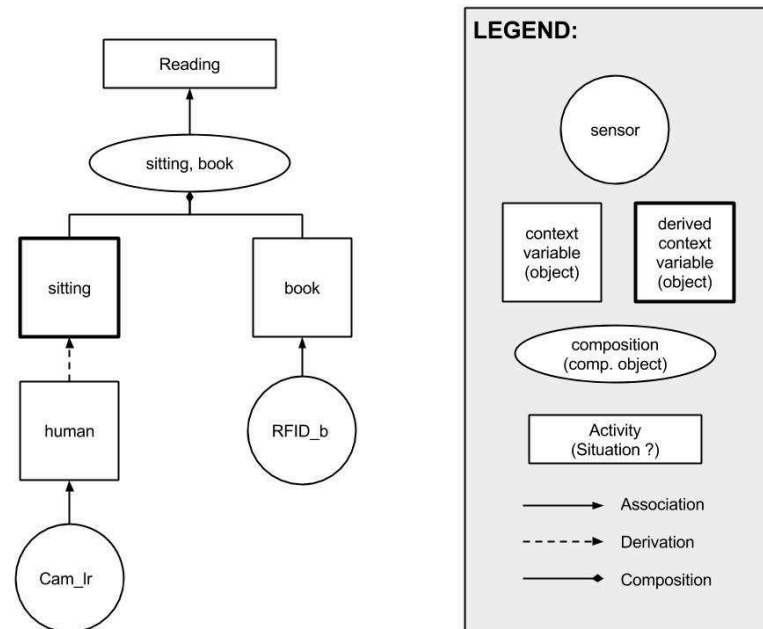 Reading
sitting, book
sitting
book
human
RFID_b
Cam_lr
LEGEND:
sensor
context
variable
(object)
derived
context
variable
(object)
composition
(comp. object)
Activity
(Situation ?)
Association
Derivation
Composition